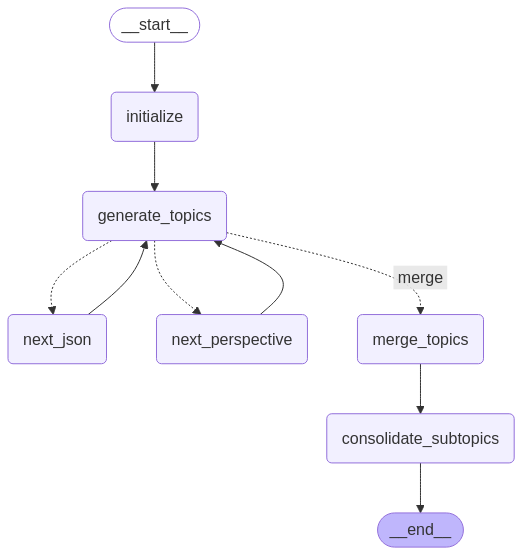 __start__
initialize
generate_topics
merge
next_json
next_perspective
merge_topics
consolidate_subtopics
__end__